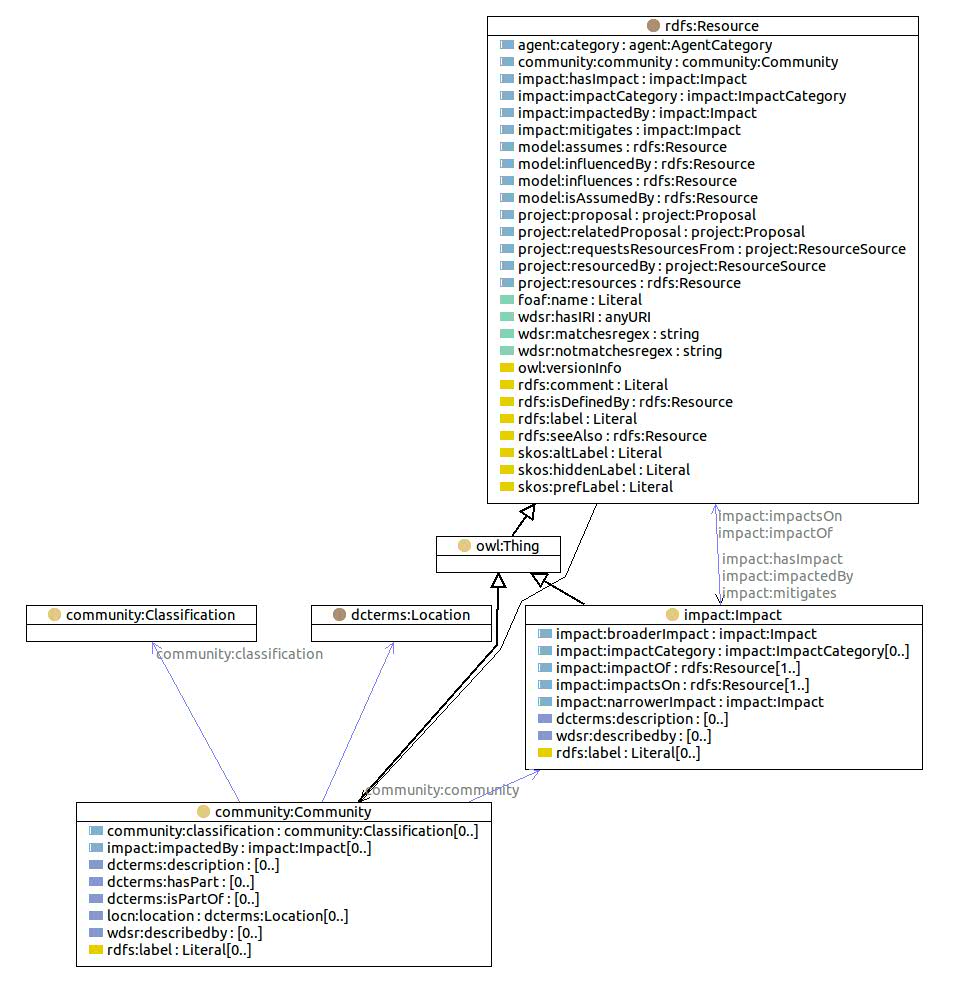 rdfs:Resource
agent:category : agent:AgentCategory
community:community : community:Community
impact:hasImpact : impact:Impact
impact:impactCategory : impact:ImpactCategory
impact:impactedBy : impact:Impact
impact:mitigates : impact:Impact
model:assumes : rdfs:Resource
model:influencedBy : rdfs:Resource
model:influences : rdfs:Resource
model:isAssumedBy : rdfs:Resource
project:proposal : project:Proposal
project:relatedProposal : project:Proposal
project:requestsResourcesFrom : project:ResourceSource
project:resourcedBy : project:ResourceSource
project:resources : rdfs:Resource
foaf:name : Literal
wdsr:hasIRI : anyURI
wdsr:matchesregex : string
wdsr:notmatchesregex : string
owl:versionInfo
rdfs:comment : Literal
rdfs:isDefinedBy : rdfs:Resource
rdfs:label : Literal
rdfs:seeAlso : rdfs:Resource
skos:altLabel : Literal
skos:hiddenLabel : Literal
skos:prefLabel : Literal
impact:impactsOn
impact:impactOf
impact:hasImpact
impact:impactedBy
impact:mitigates
owl:Thing
community:Classification
dcterms:Location
community:classification
impact:Impact
impact:broaderImpact : impact:Impact
impact:impactCategory : impact:ImpactCategory[0..]
impact:impactOf : rdfs:Resource[1..]
impact:impactsOn : rdfs:Resource[1..]
impact:narrowerImpact : impact:Impact
dcterms:description : [0..]
wdsr:describedby : [0..]
rdfs:label : Literal[0..]
community:community
community:Community
community:classification : community:Classification[0..]
impact:impactedBy : impact:Impact[0..]
dcterms:description : [0..]
dcterms:hasPart : [0..]
dcterms:isPartOf : [0..]
locn:location : dcterms:Location[0..]
wdsr:describedby : [0..]
rdfs:label : Literal[0..]